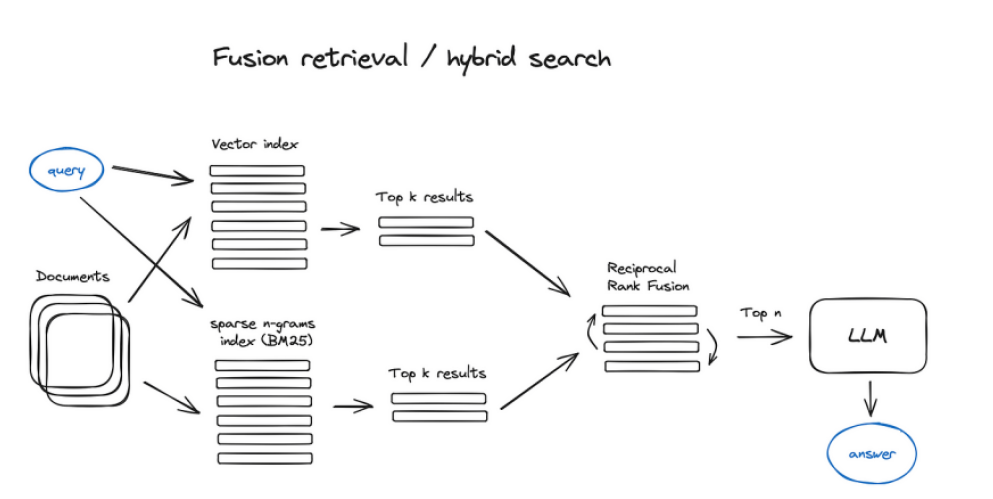 Fusion retrieval / hybrid search
Vector index
query
Top k results
Documents
Reciprocal
Rank Fusion
sparse n-grams
index (BM25)
Top n
LLM
Top k results
answer